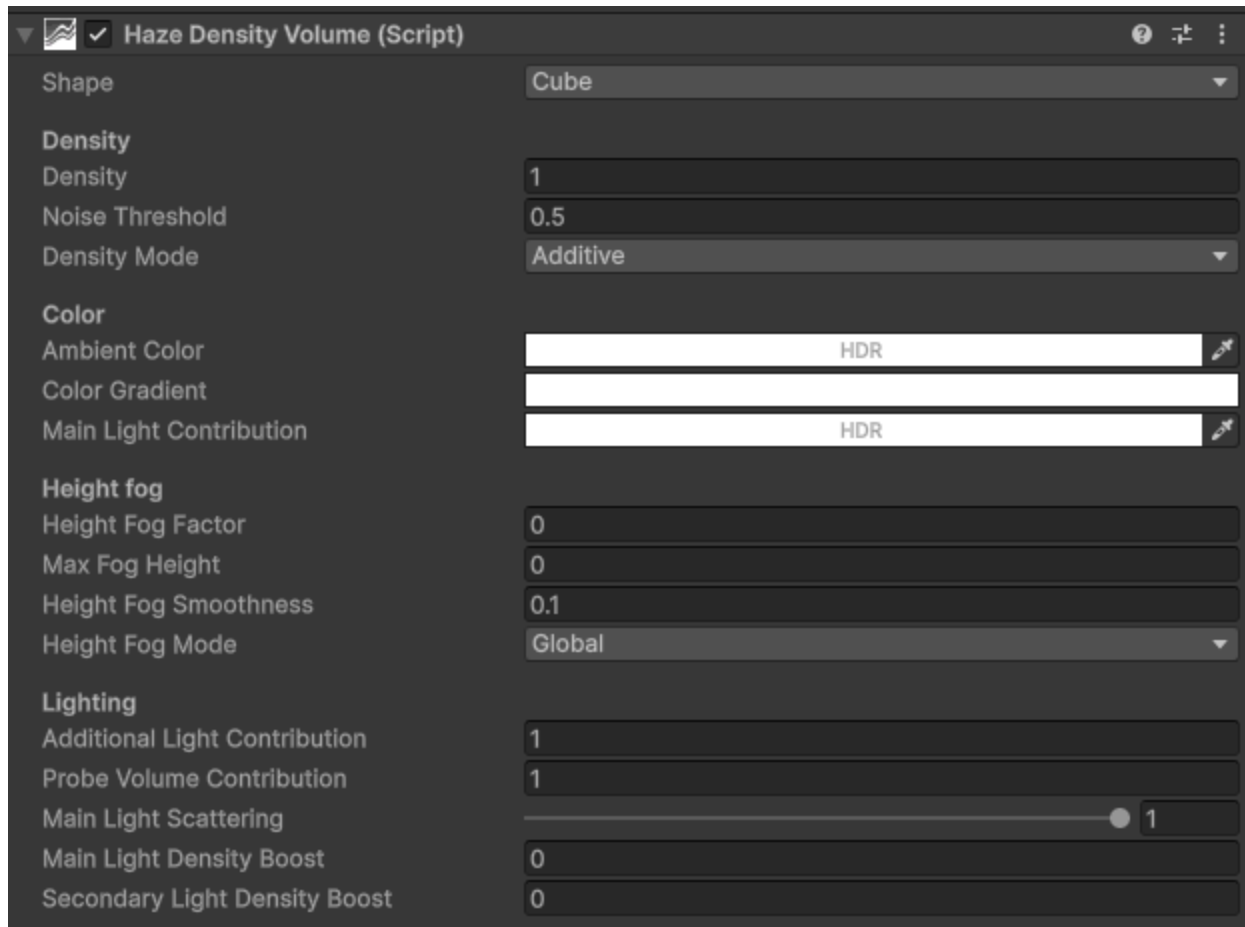 Haze Density Volume (Script)
Shape Cube
Density
Density 1
Noise Threshold 0.5
Density Mode Additive
Color
Ambient Color HDR
Color Gradient
Main Light Contribution HDR
Height fog
Height Fog Factor 0
Max Fog Height 0
Height Fog Smoothness 0.1
Height Fog Mode Global
Lighting
Additional Light Contribution 1
Probe Volume Contribution 1
Main Light Scattering 1
Main Light Density Boost 0
Secondary Light Density Boost 0